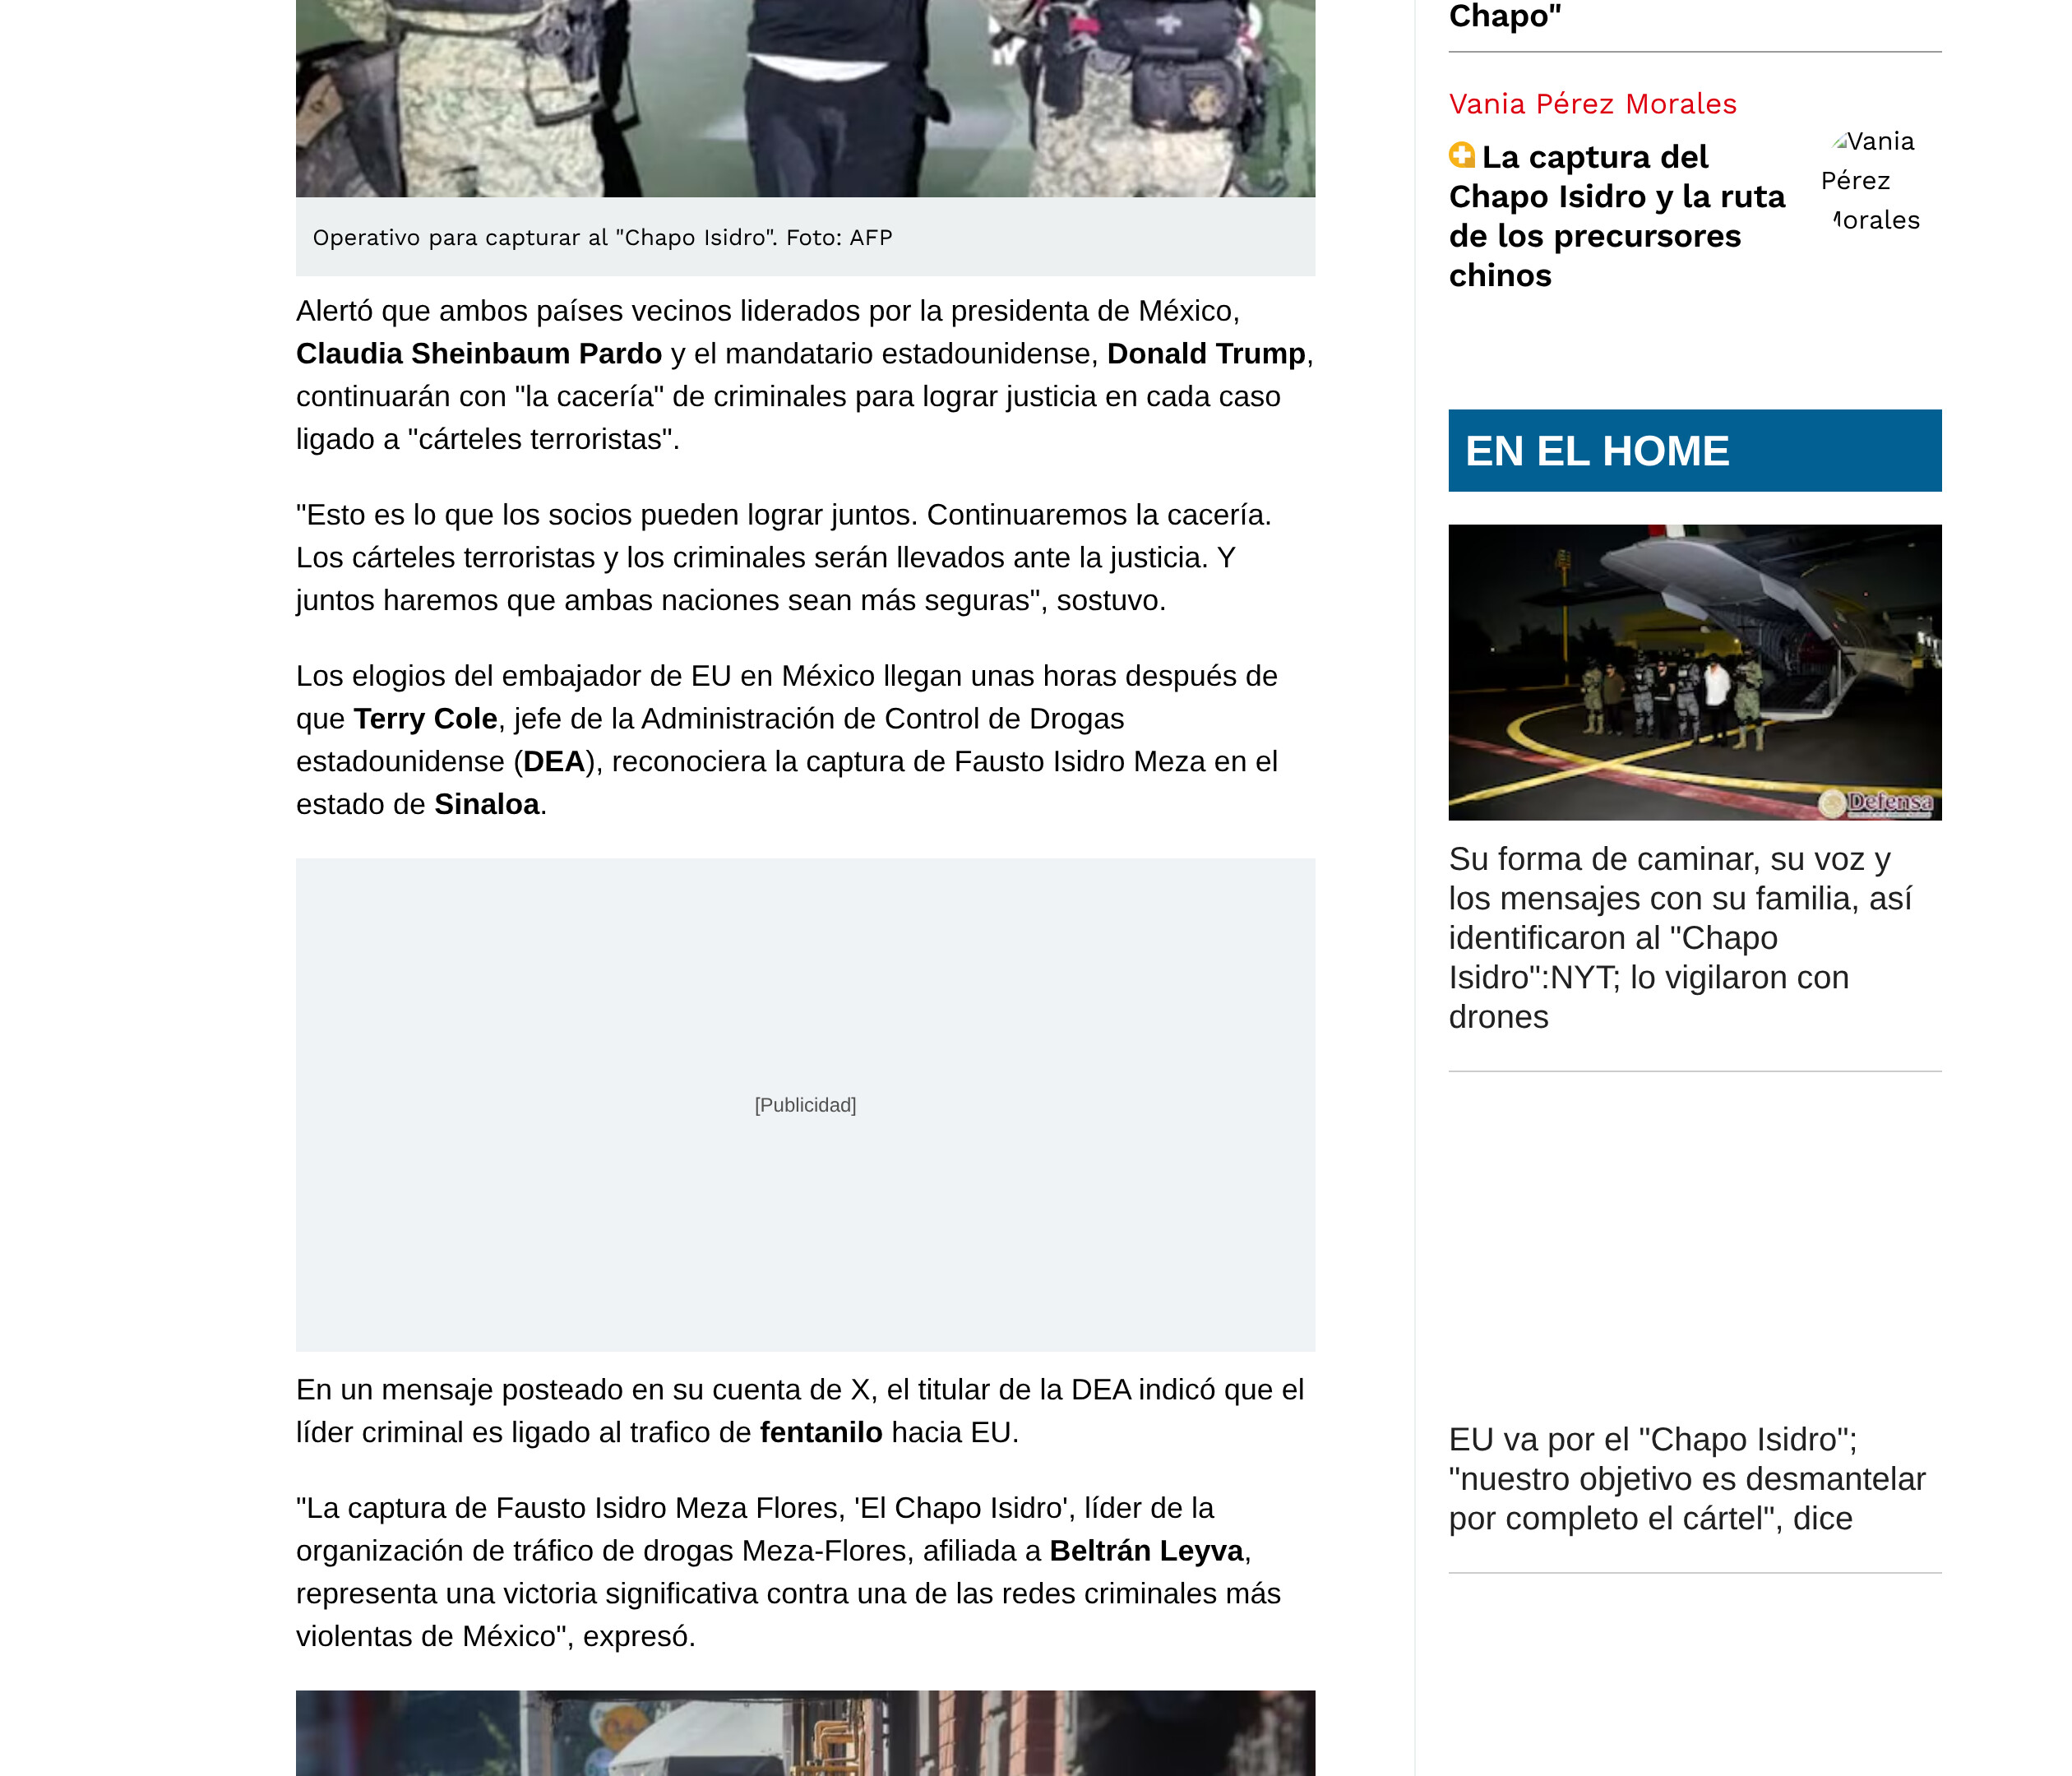 Operativo para capturar al "Chapo Isidro". Foto: AFP
Alertó que ambos países vecinos liderados por la presidenta de México,
Claudia Sheinbaum Pardo y el mandatario estadounidense, Donald Trump,
continuarán con "la cacería" de criminales para lograr justicia en cada caso
ligado a "cárteles terroristas".
"Esto es lo que los socios pueden lograr juntos. Continuaremos la cacería.
Los cárteles terroristas y los criminales serán llevados ante la justicia. Y
juntos haremos que ambas naciones sean más seguras", sostuvo.
Los elogios del embajador de EU en México llegan unas horas después de
que Terry Cole, jefe de la Administración de Control de Drogas
estadounidense (DEA), reconociera la captura de Fausto Isidro Meza en el
estado de Sinaloa.
[Publicidad]
En un mensaje posteado en su cuenta de X, el titular de la DEA indicó que el
líder criminal es ligado al trafico de fentanilo hacia EU.
"La captura de Fausto Isidro Meza Flores, 'El Chapo Isidro', líder de la
organización de tráfico de drogas Meza-Flores, afiliada a Beltrán Leyva,
representa una victoria significativa contra una de las redes criminales más
violentas de México", expresó.
Chapo"
Vania Pérez Morales
La captura del
Chapo Isidro y la ruta
de los precursores
chinos
Vania
Pérez
Morales
EN EL HOME
Defensa
Su forma de caminar, su voz y
los mensajes con su familia, así
identificaron al "Chapo
Isidro":NYT; lo vigilaron con
drones
EU va por el "Chapo Isidro";
"nuestro objetivo es desmantelar
por completo el cártel", dice